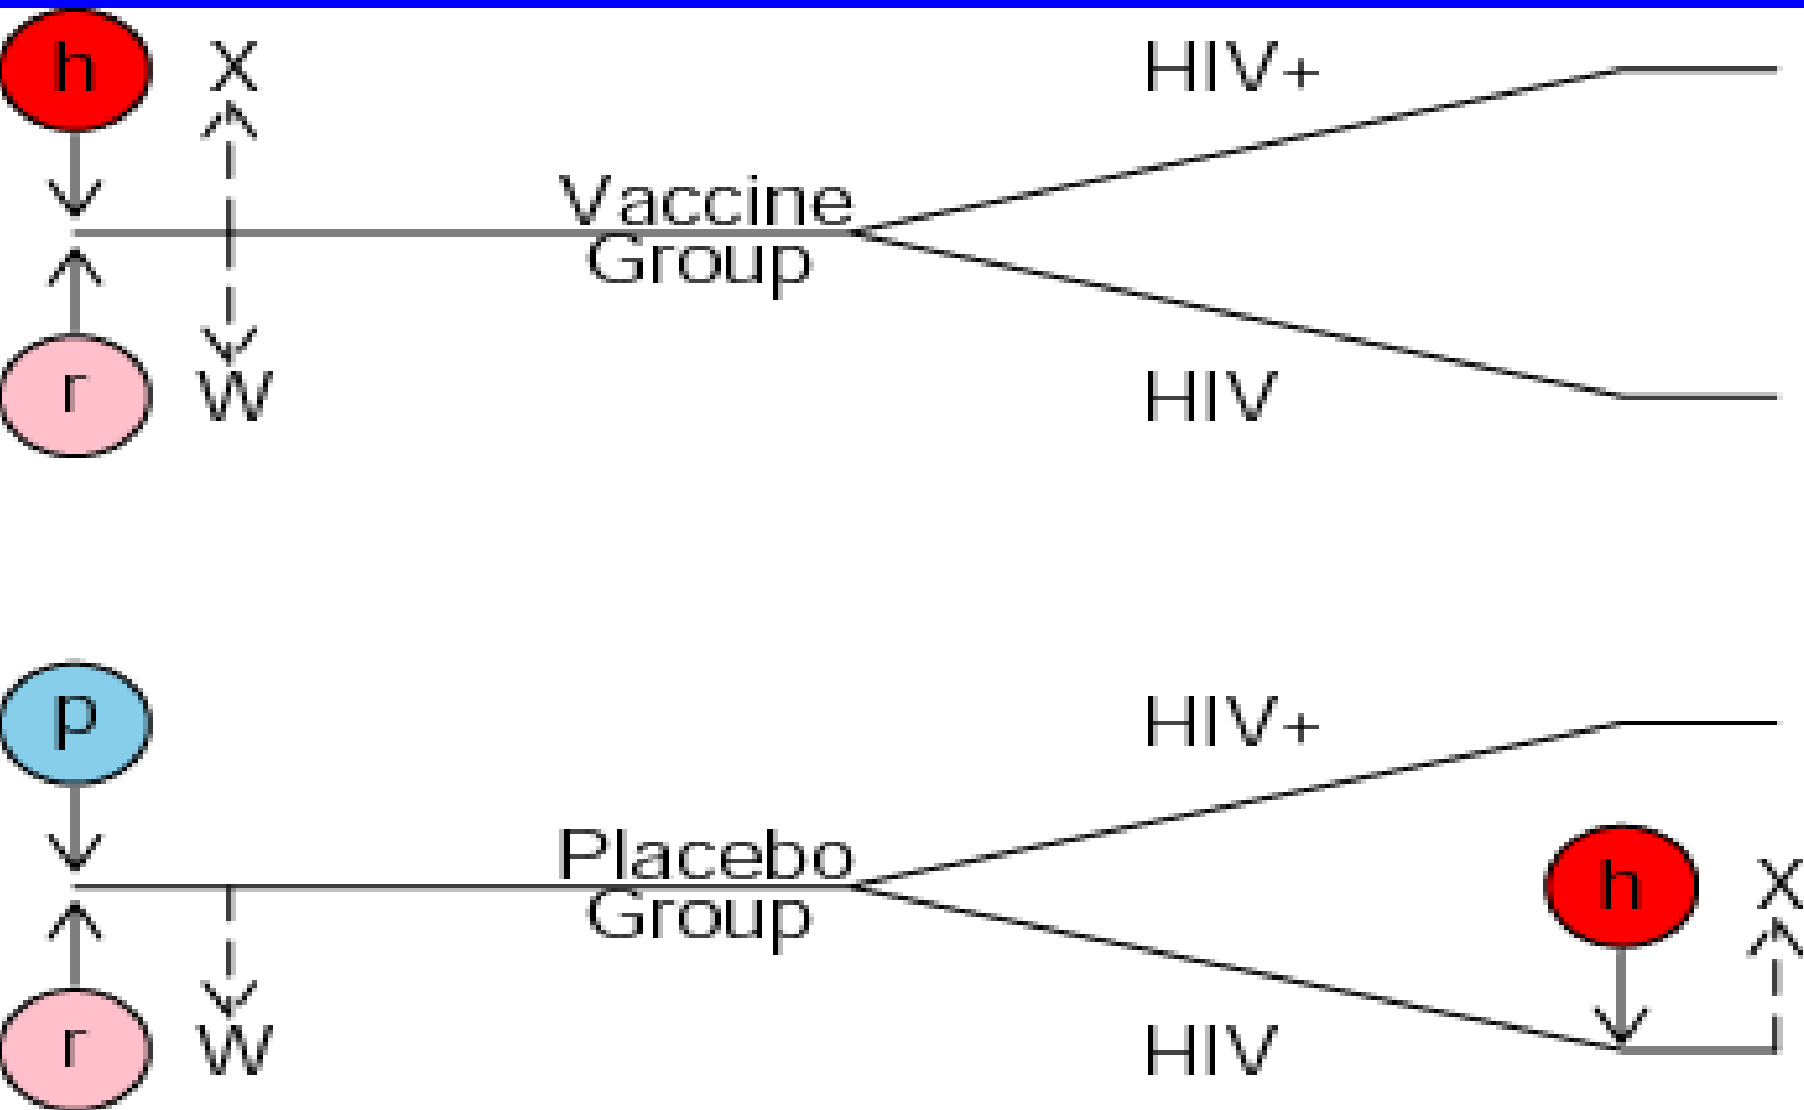 h X HIV+
Vaccine
Group
r W HIV
p HIV+
Placebo
Group
h X
r W HIV